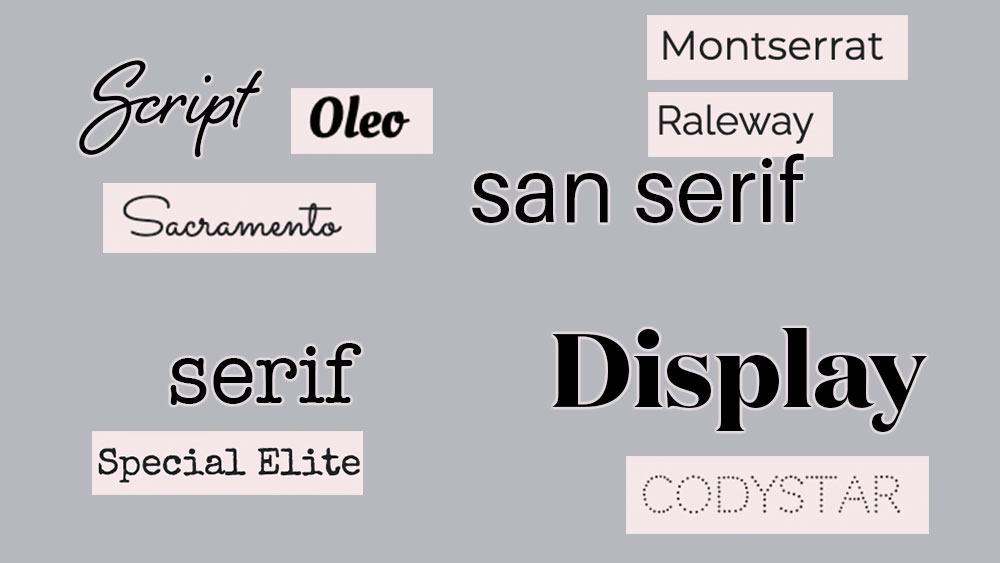 Script
Oleo
Sacramento
Montserrat
Raleway
san serif
serif
Special Elite
Display
CODYSTAR